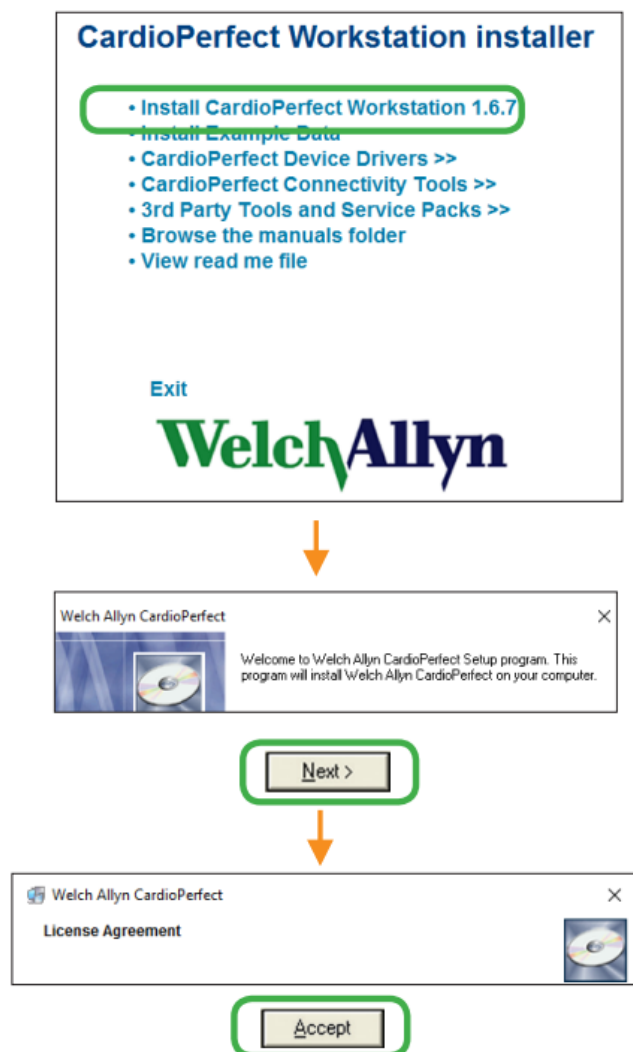 CardioPerfect Workstation installer
• Install CardioPerfect Workstation 1.6.7
• Install Example Data
• CardioPerfect Device Drivers >>
• CardioPerfect Connectivity Tools >>
• 3rd Party Tools and Service Packs >>
• Browse the manuals folder
• View read me file
Exit
WelchAllyn
Welch Allyn CardioPerfect
Welcome to Welch Allyn CardioPerfect Setup program. This
program will install Welch Allyn CardioPerfect on your computer.
Next >
Welch Allyn CardioPerfect
License Agreement
Accept